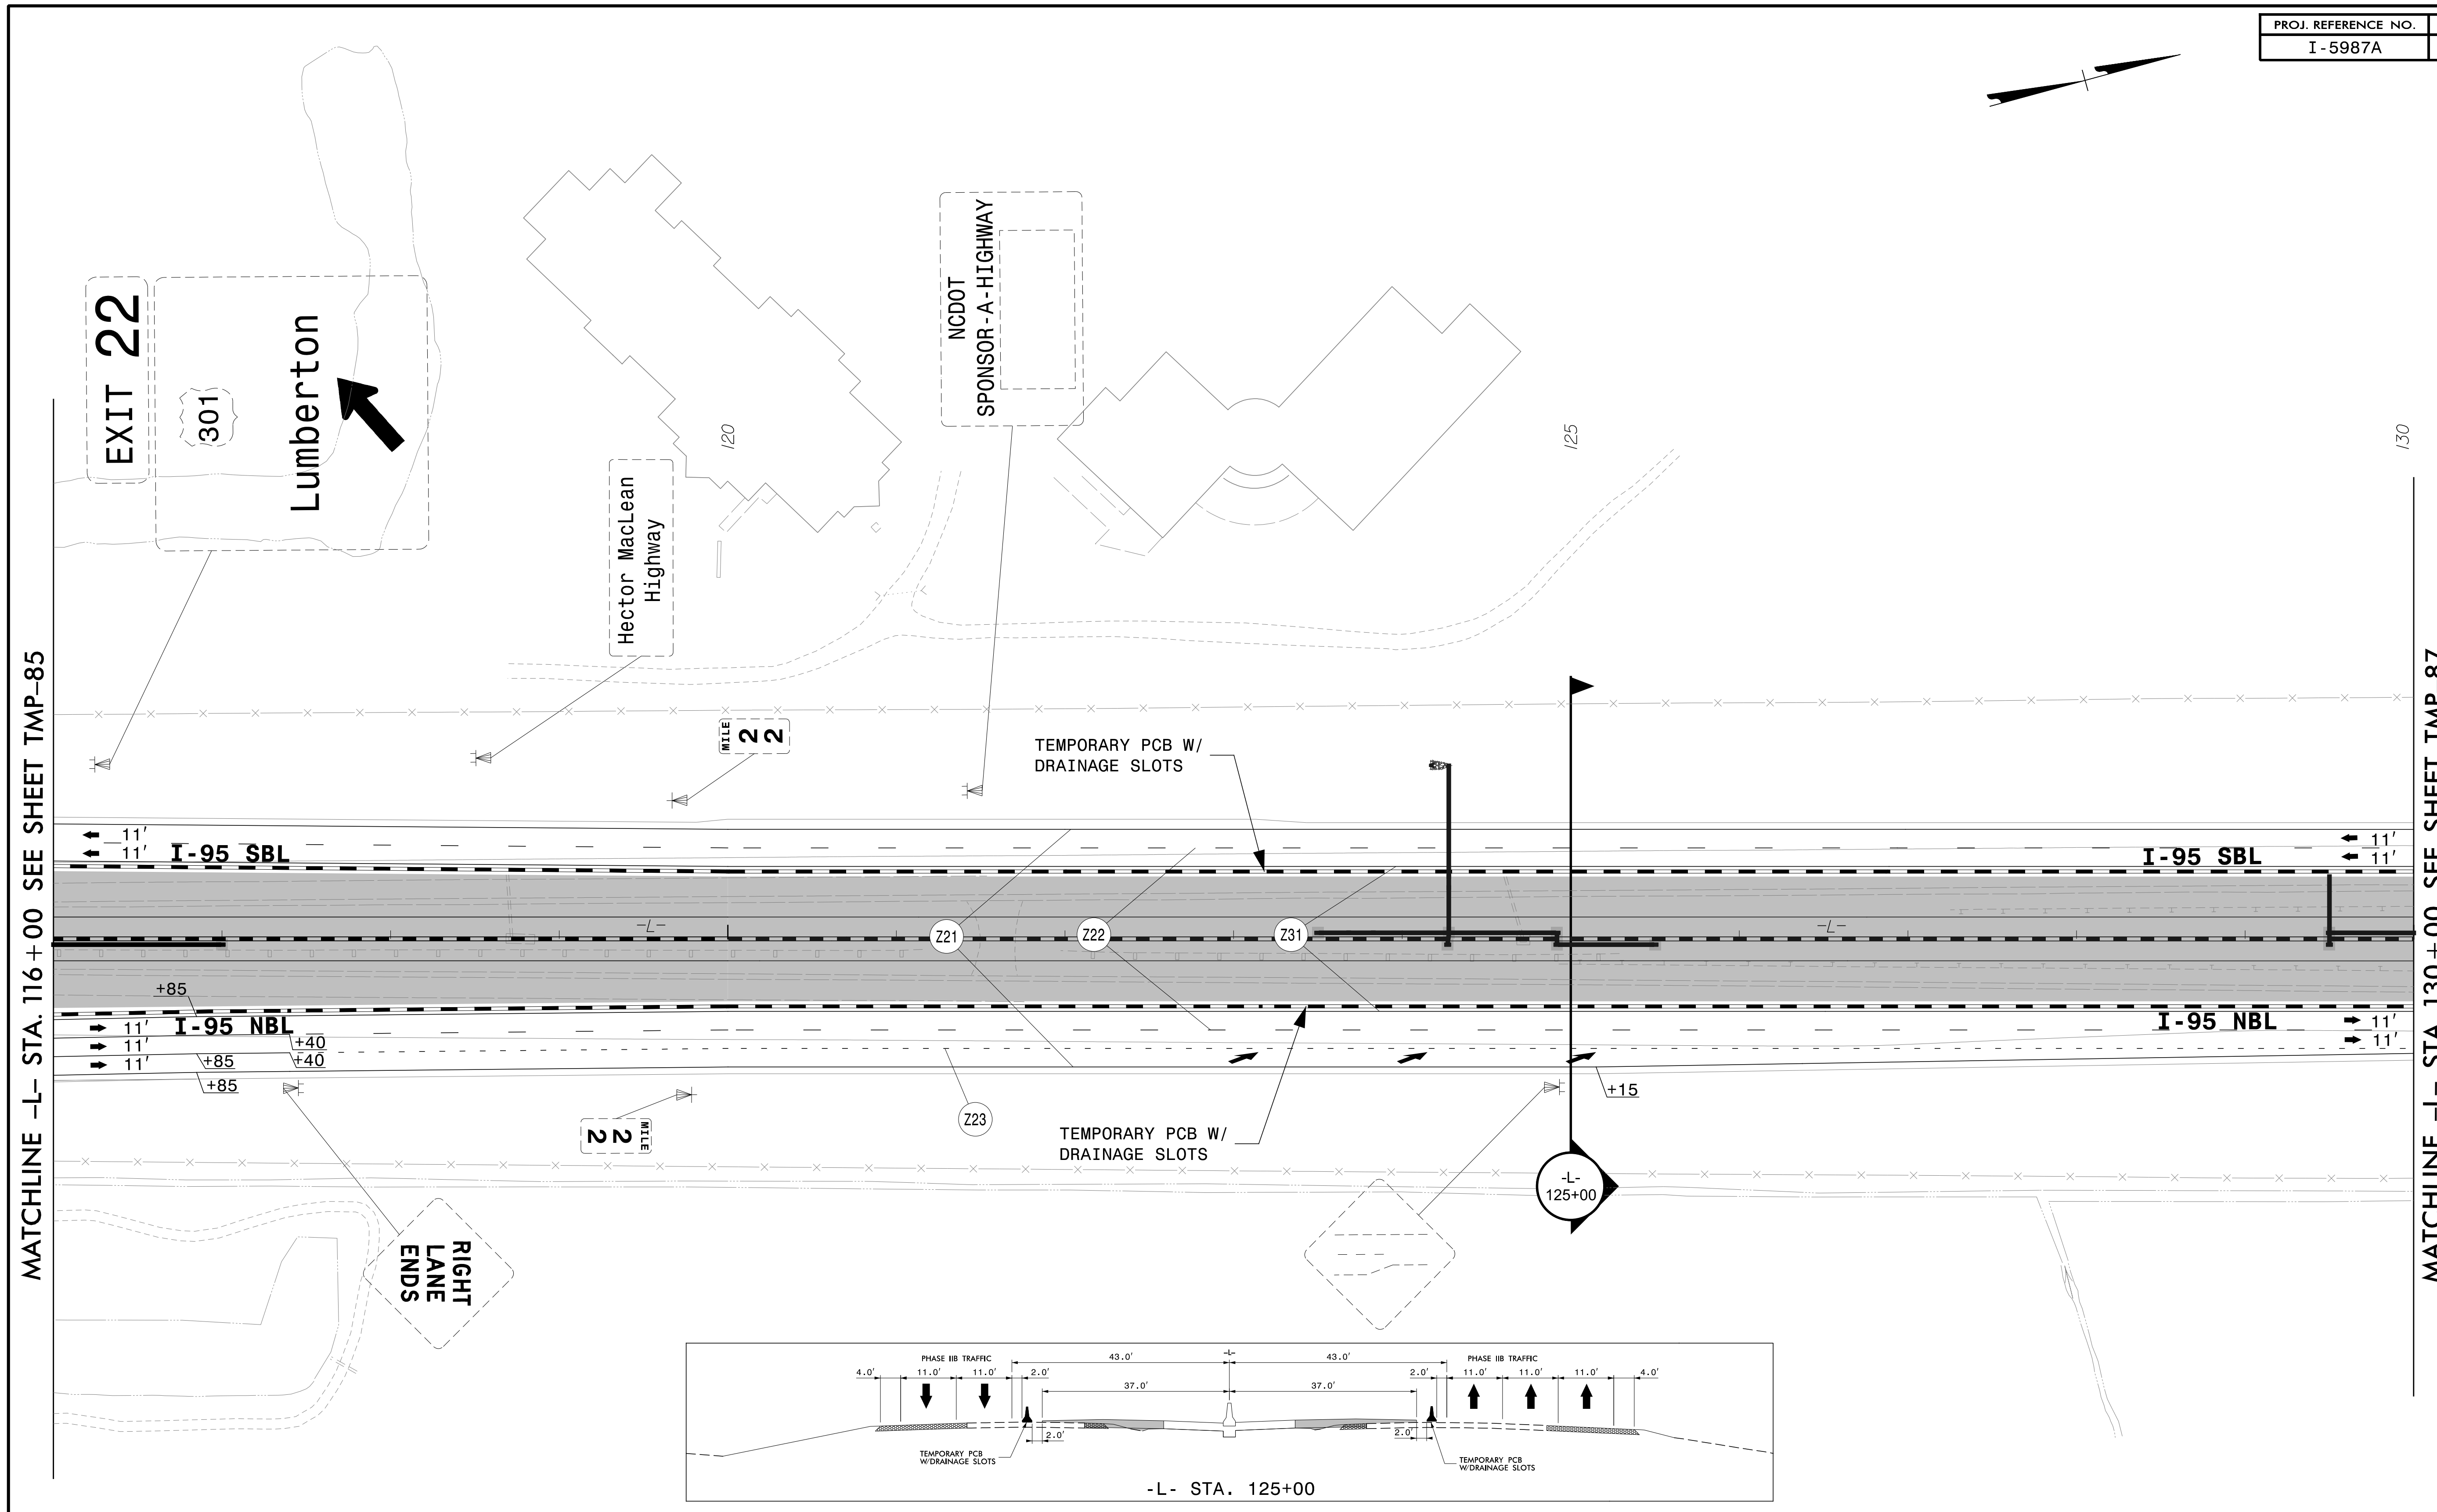 PROJ. REFERENCE NO.
I-5987A
EXIT 22
301
Lumberton
Hector MacLean
Highway
NCDOT
SPONSOR-A-HIGHWAY
120
125
130
MATCHLINE -L- STA. 116+00 SEE SHEET TMP-85
MATCHLINE -L- STA. 130+00 SEE SHEET TMP-87
MILE
22
TEMPORARY PCB W/
DRAINAGE SLOTS
11'
11'
I-95 SBL
I-95 SBL
11'
11'
-L-
Z21
Z22
Z31
-L-
+85
11'
I-95 NBL
11'
+40
11'
+85
+40
+85
I-95 NBL
11'
11'
+15
MILE
22
Z23
TEMPORARY PCB W/
DRAINAGE SLOTS
-L-
125+00
RIGHT
LANE
ENDS
PHASE IIB TRAFFIC
43.0'
-L-
43.0'
PHASE IIB TRAFFIC
4.0'
11.0'
11.0'
2.0'
37.0'
37.0'
2.0'
11.0'
11.0'
11.0'
4.0'
2.0'
2.0'
TEMPORARY PCB
W/DRAINAGE SLOTS
TEMPORARY PCB
W/DRAINAGE SLOTS
-L- STA. 125+00